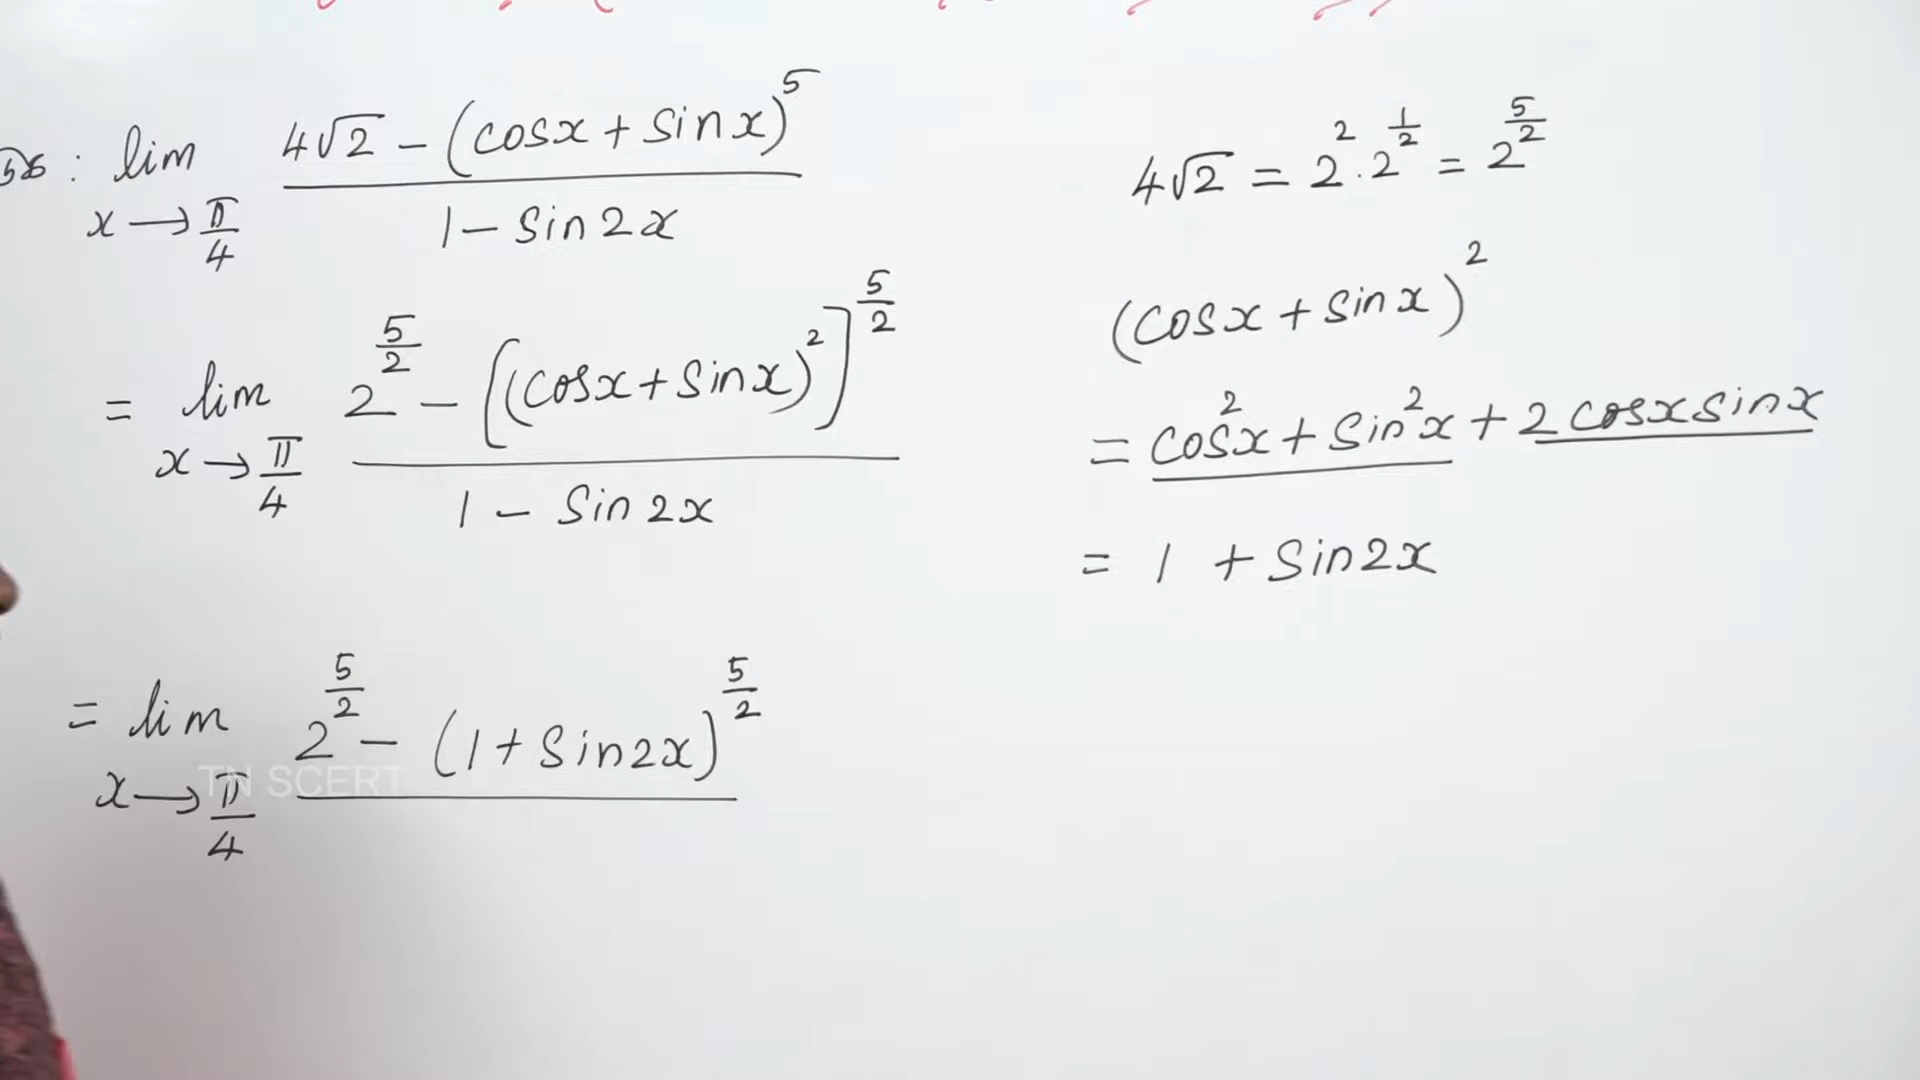 lim x→π/4 (4√2 − (cosx + sinx)^5) / (1 − sin2x)
= lim x→π/4 (2^(5/2) − [(cosx + sinx)^2]^(5/2)) / (1 − sin2x)
= lim x→π/4 2^(5/2) − (1 + sin2x)^(5/2)
TN SCERT
4√2 = 2^2 . 2^(1/2) = 2^(5/2)
(cosx + sinx)^2
= cos^2x + sin^2x + 2 cosx sinx
= 1 + sin2x